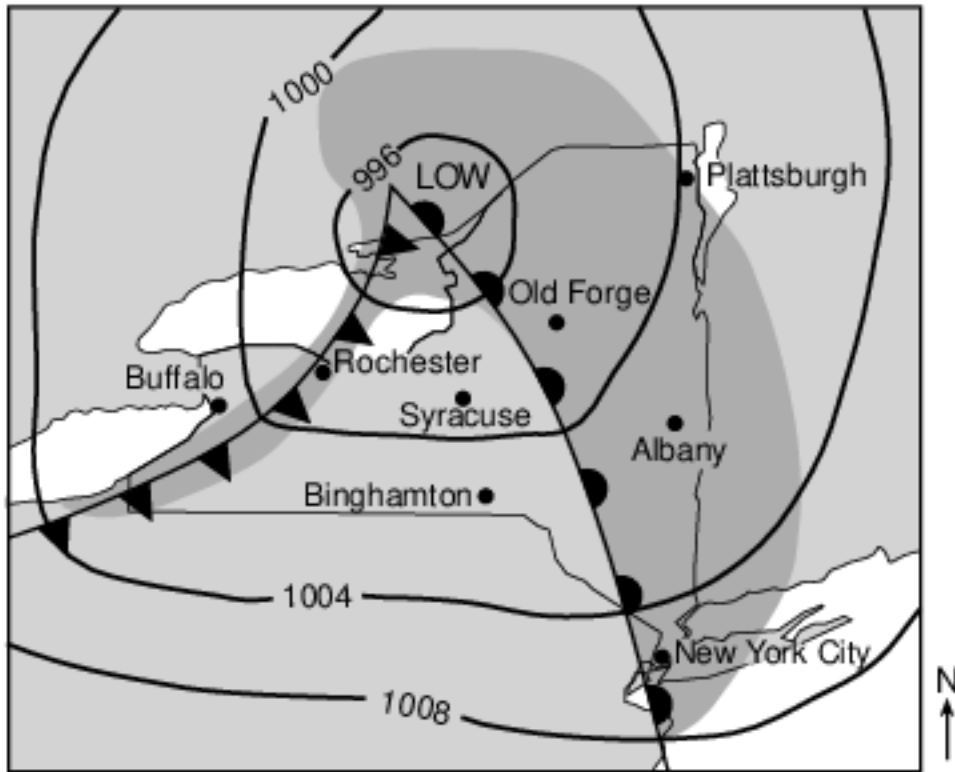 1000
996
LOW
Plattsburgh
Old Forge
Rochester
Buffalo
Syracuse
Albany
Binghamton
1004
New York City
1008
N